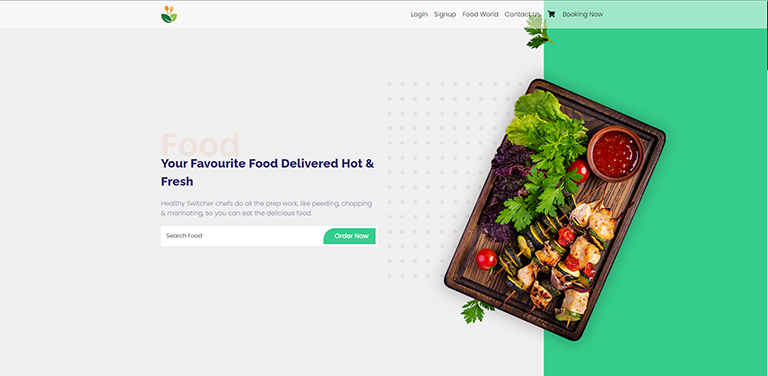 Login Signup Food World Contact Us Booking Now
Food
Your Favourite Food Delivered Hot &
Fresh
Healthy Switcher chefs do all the prep work, like peeding, chopping
& marinating, so you can eat the delicious food.
Search Food Order Now